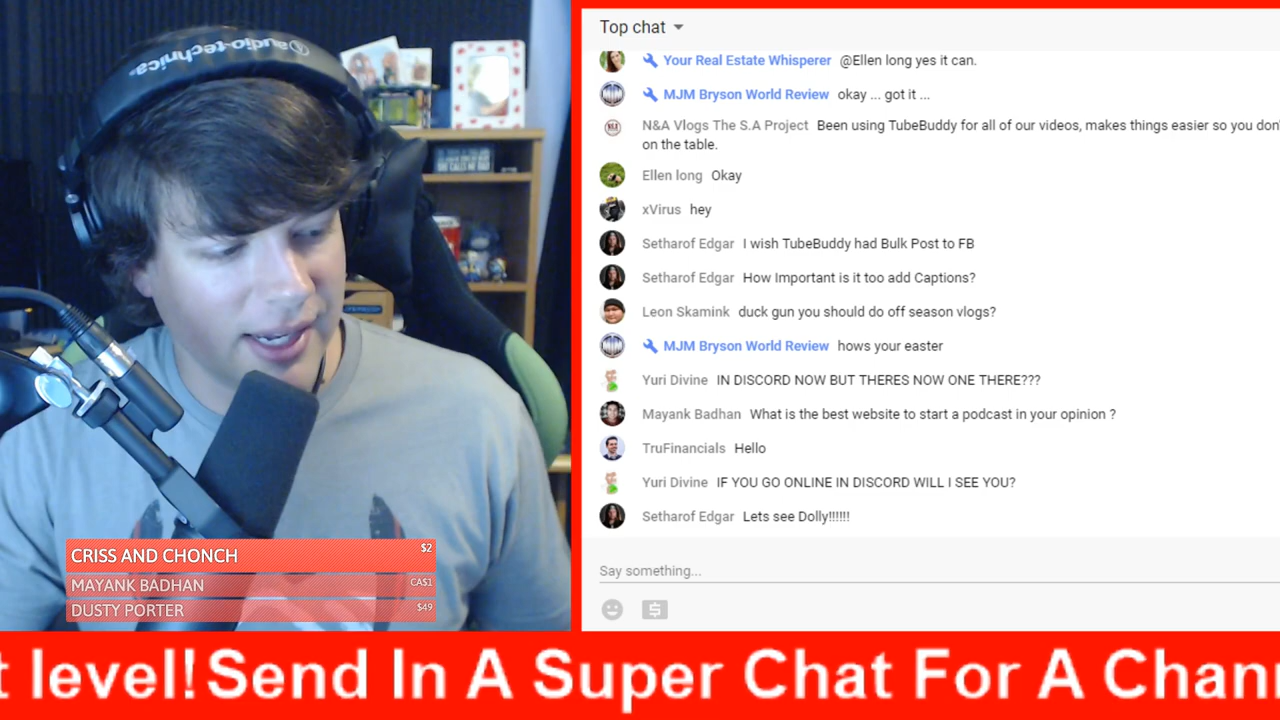 audio-technica
Top chat
Your Real Estate Whisperer @Ellen long yes it can.
MJM Bryson World Review okay ... got it ...
N&A Vlogs The S.A Project Been using TubeBuddy for all of our videos, makes things easier so you don'
on the table.
Ellen long Okay
xVirus hey
Setharof Edgar I wish TubeBuddy had Bulk Post to FB
Setharof Edgar How Important is it too add Captions?
Leon Skamink duck gun you should do off season vlogs?
MJM Bryson World Review hows your easter
Yuri Divine IN DISCORD NOW BUT THERES NOW ONE THERE???
Mayank Badhan What is the best website to start a podcast in your opinion ?
TruFinancials Hello
Yuri Divine IF YOU GO ONLINE IN DISCORD WILL I SEE YOU?
Setharof Edgar Lets see Dolly!!!!!!
Say something...
CRISS AND CHONCH $2
MAYANK BADHAN CA$1
DUSTY PORTER $49
t level!Send In A Super Chat For A Chann